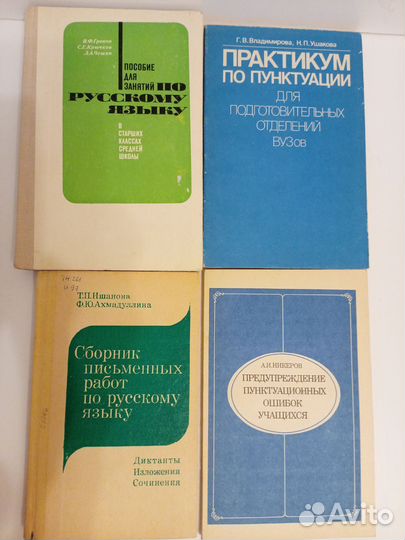 В.Ф.Греков
С.Е.Крючков
Л.А.Чешко
ПОСОБИЕ
ДЛЯ
ЗАНЯТИЙ ПО
РУССКОМУ
ЯЗЫКУ
В
СТАРШИХ
КЛАССАХ
СРЕДНЕЙ
ШКОЛЫ
Г. В. Владимирова, Н. П. Ушакова
ПРАКТИКУМ
ПО ПУНКТУАЦИИ
ДЛЯ
ПОДГОТОВИТЕЛЬНЫХ
ОТДЕЛЕНИЙ
ВУЗов
Т.П.Ишанова
Ф.Ю.Ахмадуллина
Сборник
письменных
работ
по русскому
языку
Диктанты
Изложения
Сочинения
А.И.НИКЕРОВ
ПРЕДУПРЕЖДЕНИЕ
ПУНКТУАЦИОННЫХ
ОШИБОК
УЧАЩИХСЯ
Avito